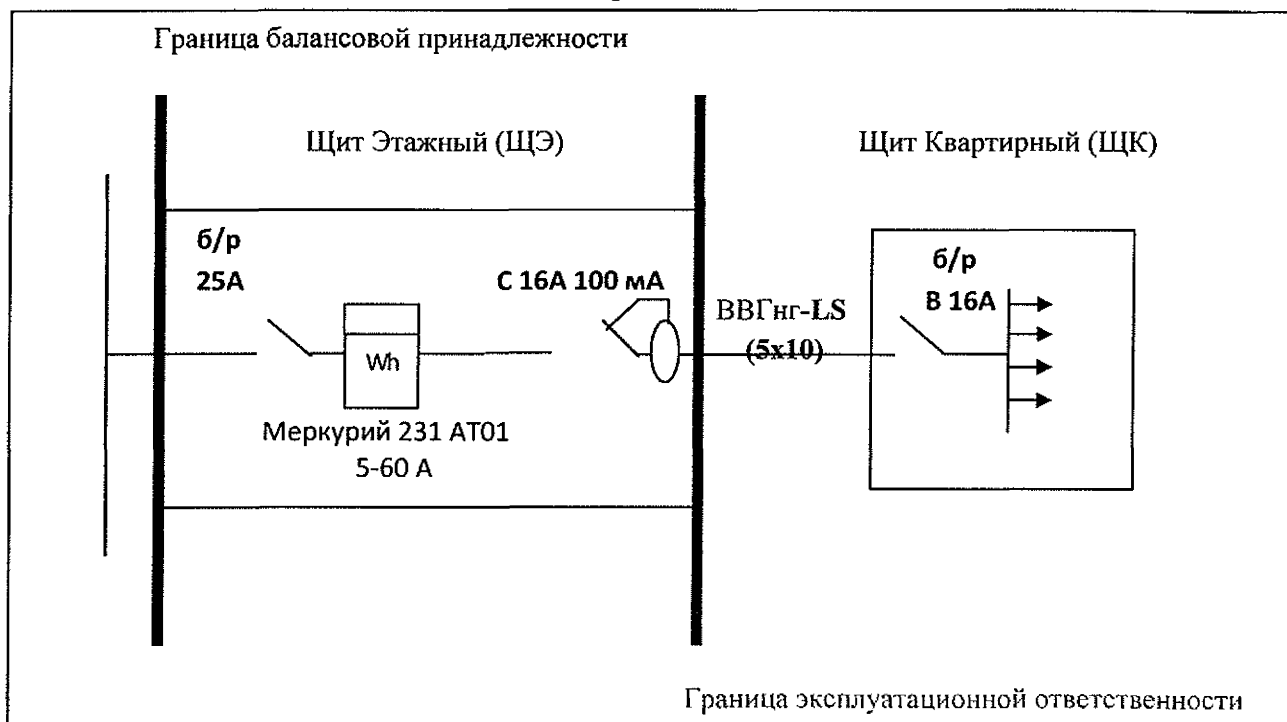 Граница балансовой принадлежности
Щит Этажный (ЩЭ)
Щит Квартирный (ЩК)
б/р
25А
С 16А 100 мА
Wh
Меркурий 231 АТ01
5-60 А
ВВГнг-LS
(5х10)
б/р
В 16А
Граница эксплуатационной ответственности